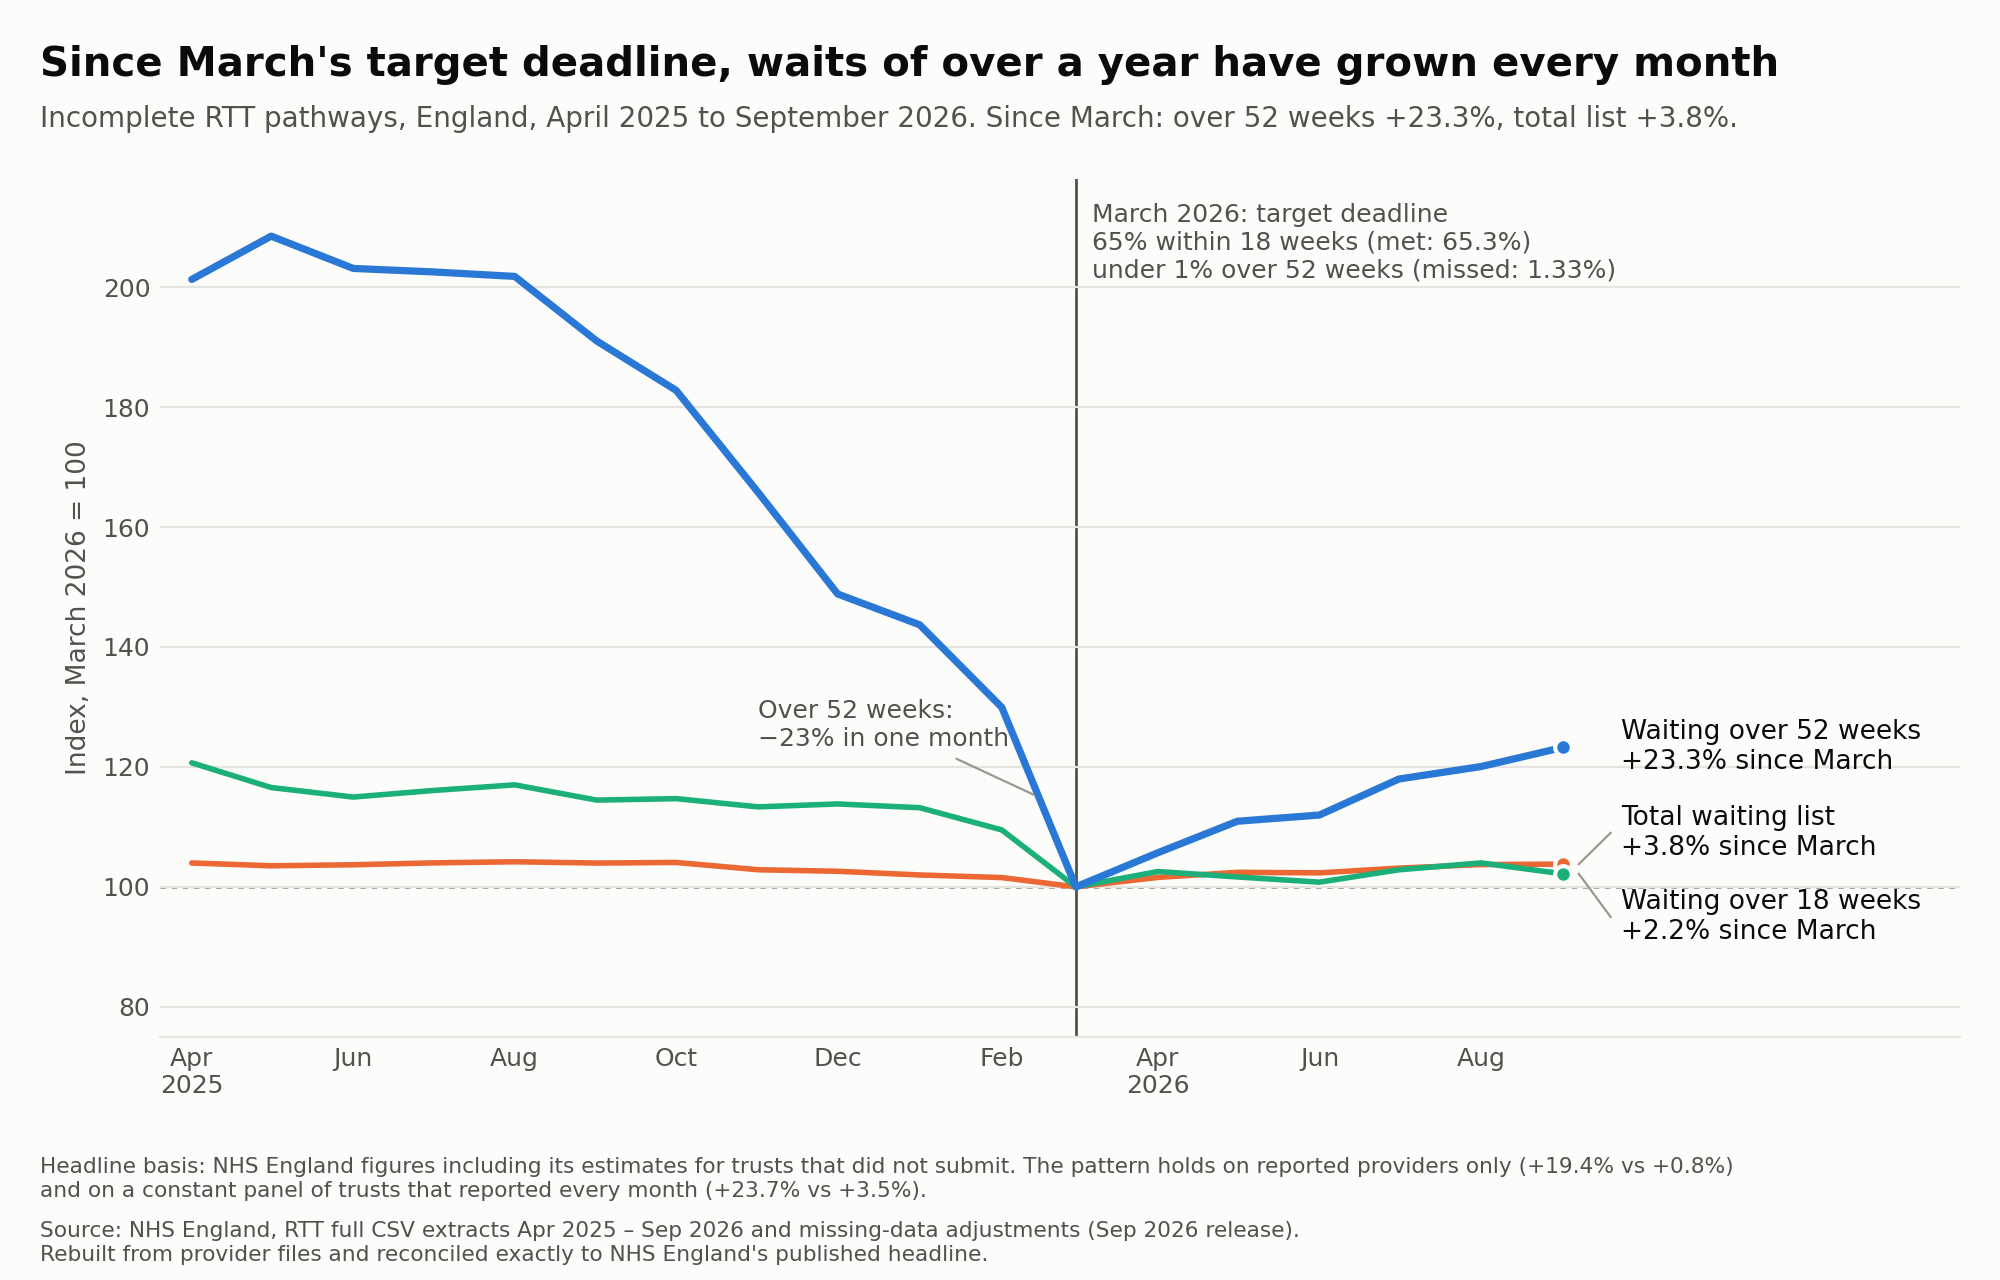 Since March's target deadline, waits of over a year have grown every month
Incomplete RTT pathways, England, April 2025 to September 2026. Since March: over 52 weeks +23.3%, total list +3.8%.
March 2026: target deadline
65% within 18 weeks (met: 65.3%)
under 1% over 52 weeks (missed: 1.33%)
Index, March 2026 = 100
200
180
160
140
120
100
80
Over 52 weeks:
−23% in one month
Waiting over 52 weeks
+23.3% since March
Total waiting list
+3.8% since March
Waiting over 18 weeks
+2.2% since March
Apr Jun Aug Oct Dec Feb Apr Jun Aug
2025 2026
Headline basis: NHS England figures including its estimates for trusts that did not submit. The pattern holds on reported providers only (+19.4% vs +0.8%)
and on a constant panel of trusts that reported every month (+23.7% vs +3.5%).
Source: NHS England, RTT full CSV extracts Apr 2025 – Sep 2026 and missing-data adjustments (Sep 2026 release).
Rebuilt from provider files and reconciled exactly to NHS England's published headline.